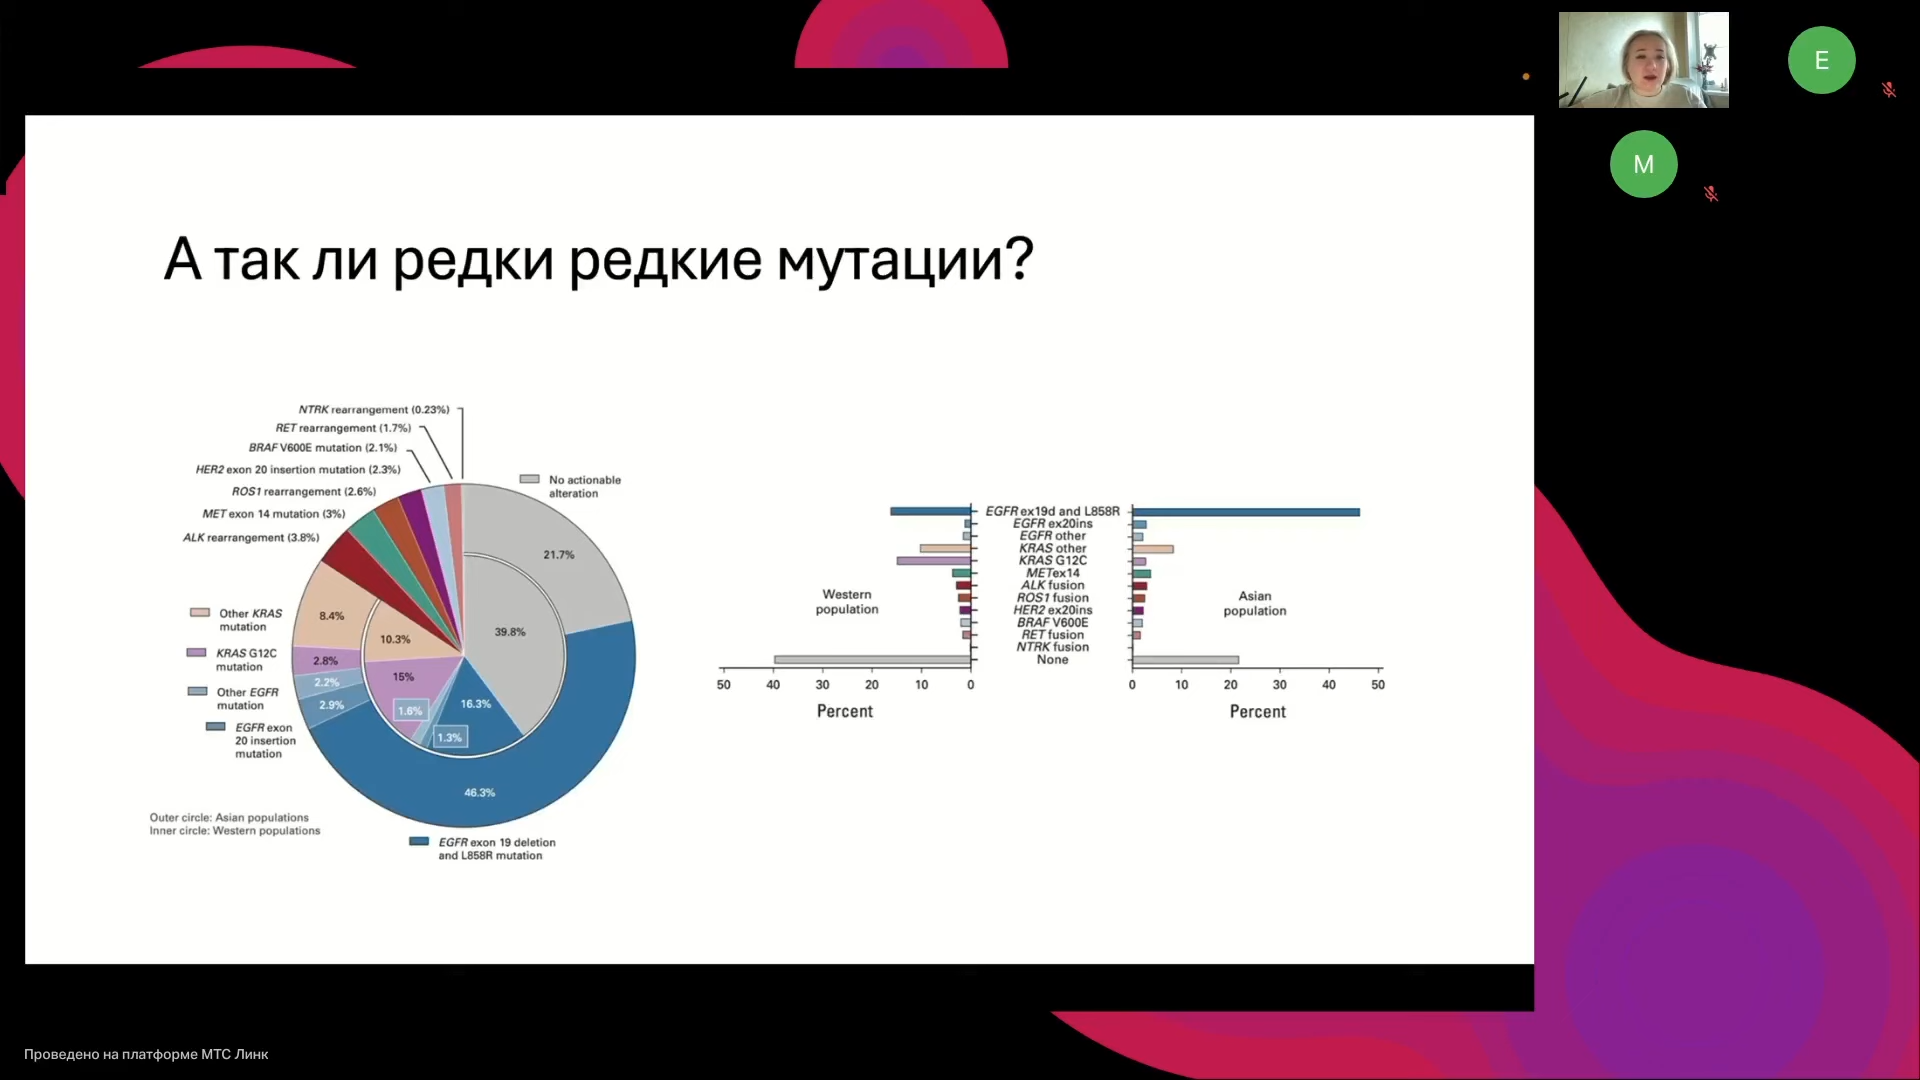 E
M
А так ли редки редкие мутации?
NTRK rearrangement (0.23%)
RET rearrangement (1.7%)
BRAF V600E mutation (2.1%)
HER2 exon 20 insertion mutation (2.3%)
ROS1 rearrangement (2.6%)
MET exon 14 mutation (3%)
ALK rearrangement (3.8%)
No actionable
alteration
21.7%
39.8%
8.4%
10.3%
2.8%
15%
2.2%
2.9%
1.6%
16.3%
1.3%
46.3%
Other KRAS
mutation
KRAS G12C
mutation
Other EGFR
mutation
EGFR exon
20 insertion
mutation
Outer circle: Asian populations
Inner circle: Western populations
EGFR exon 19 deletion
and L858R mutation
EGFR ex19d and L858R
EGFR ex20ins
EGFR other
KRAS other
KRAS G12C
METex14
ALK fusion
ROS1 fusion
HER2 ex20ins
BRAF V600E
RET fusion
NTRK fusion
None
Western
population
Asian
population
50 40 30 20 10 0
0 10 20 30 40 50
Percent
Percent
Проведено на платформе МТС Линк